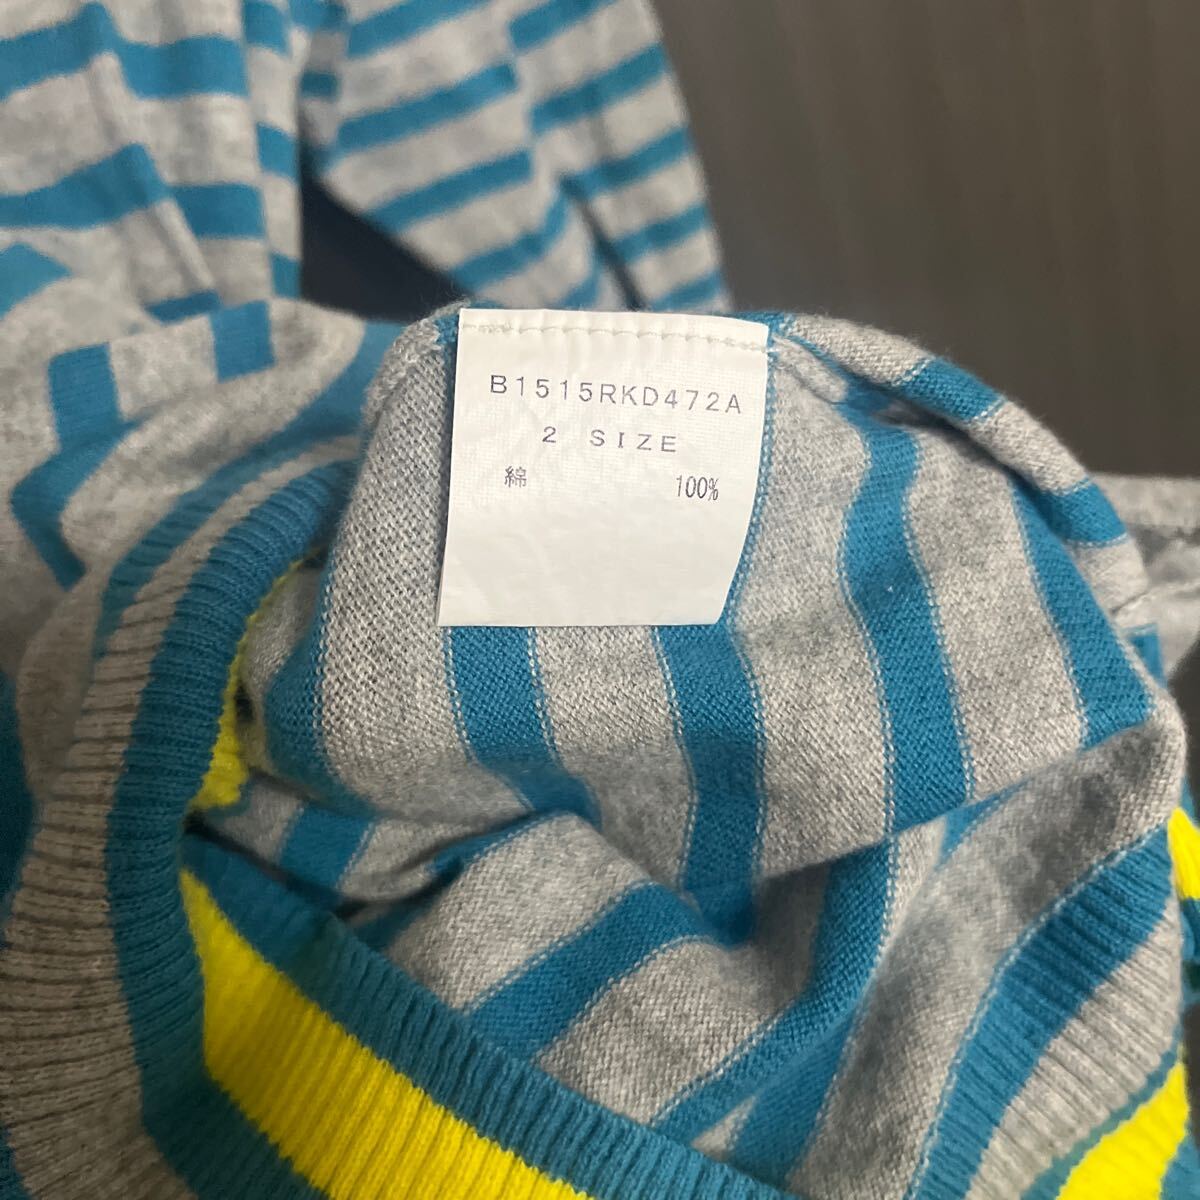 B1515RKD472A
2 SIZE
綿 100%